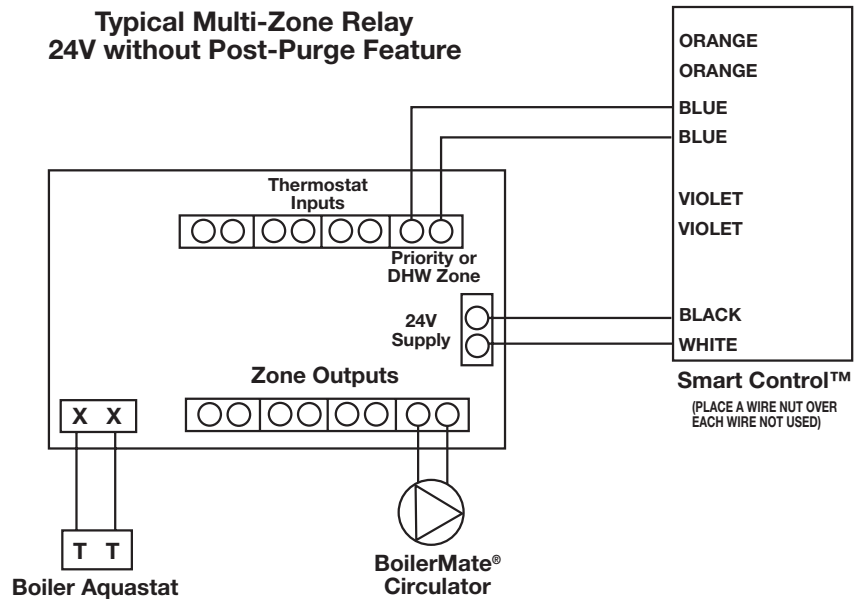 Typical Multi-Zone Relay
24V without Post-Purge Feature
ORANGE
ORANGE
BLUE
BLUE
VIOLET
VIOLET
BLACK
WHITE
Smart Control™
(PLACE A WIRE NUT OVER
EACH WIRE NOT USED)
Thermostat
Inputs
Priority or
DHW Zone
24V
Supply
Zone Outputs
X X
T T
Boiler Aquastat
BoilerMate®
Circulator